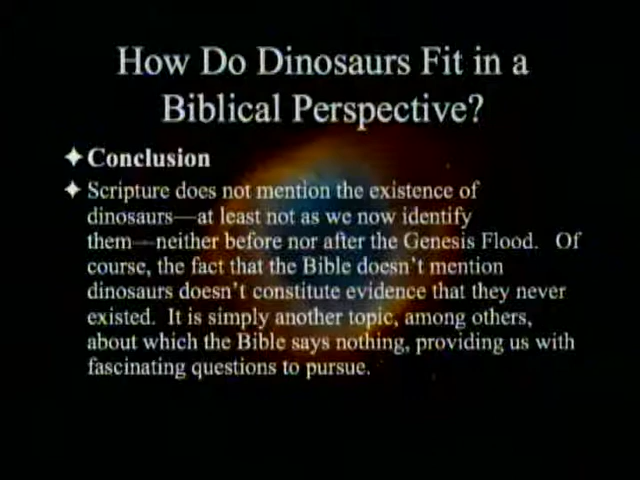 How Do Dinosaurs Fit in a
Biblical Perspective?
Conclusion
Scripture does not mention the existence of
dinosaurs—at least not as we now identify
them—neither before nor after the Genesis Flood. Of
course, the fact that the Bible doesn't mention
dinosaurs doesn't constitute evidence that they never
existed. It is simply another topic, among others,
about which the Bible says nothing, providing us with
fascinating questions to pursue.